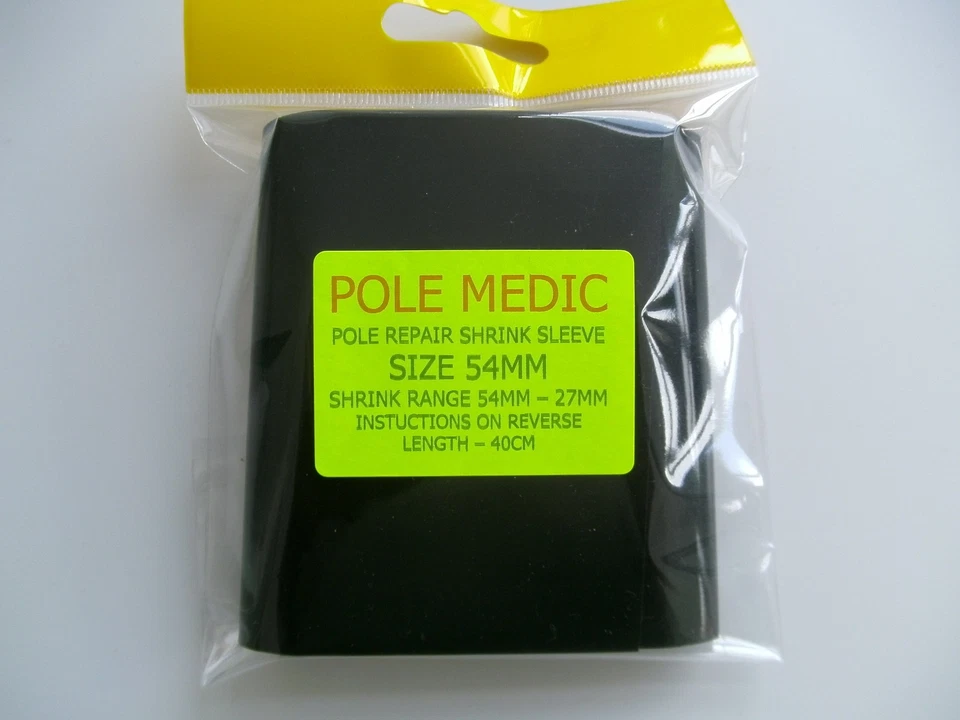 POLE MEDIC
POLE REPAIR SHRINK SLEEVE
SIZE 54MM
SHRINK RANGE 54MM – 27MM
INSTUCTIONS ON REVERSE
LENGTH – 40CM